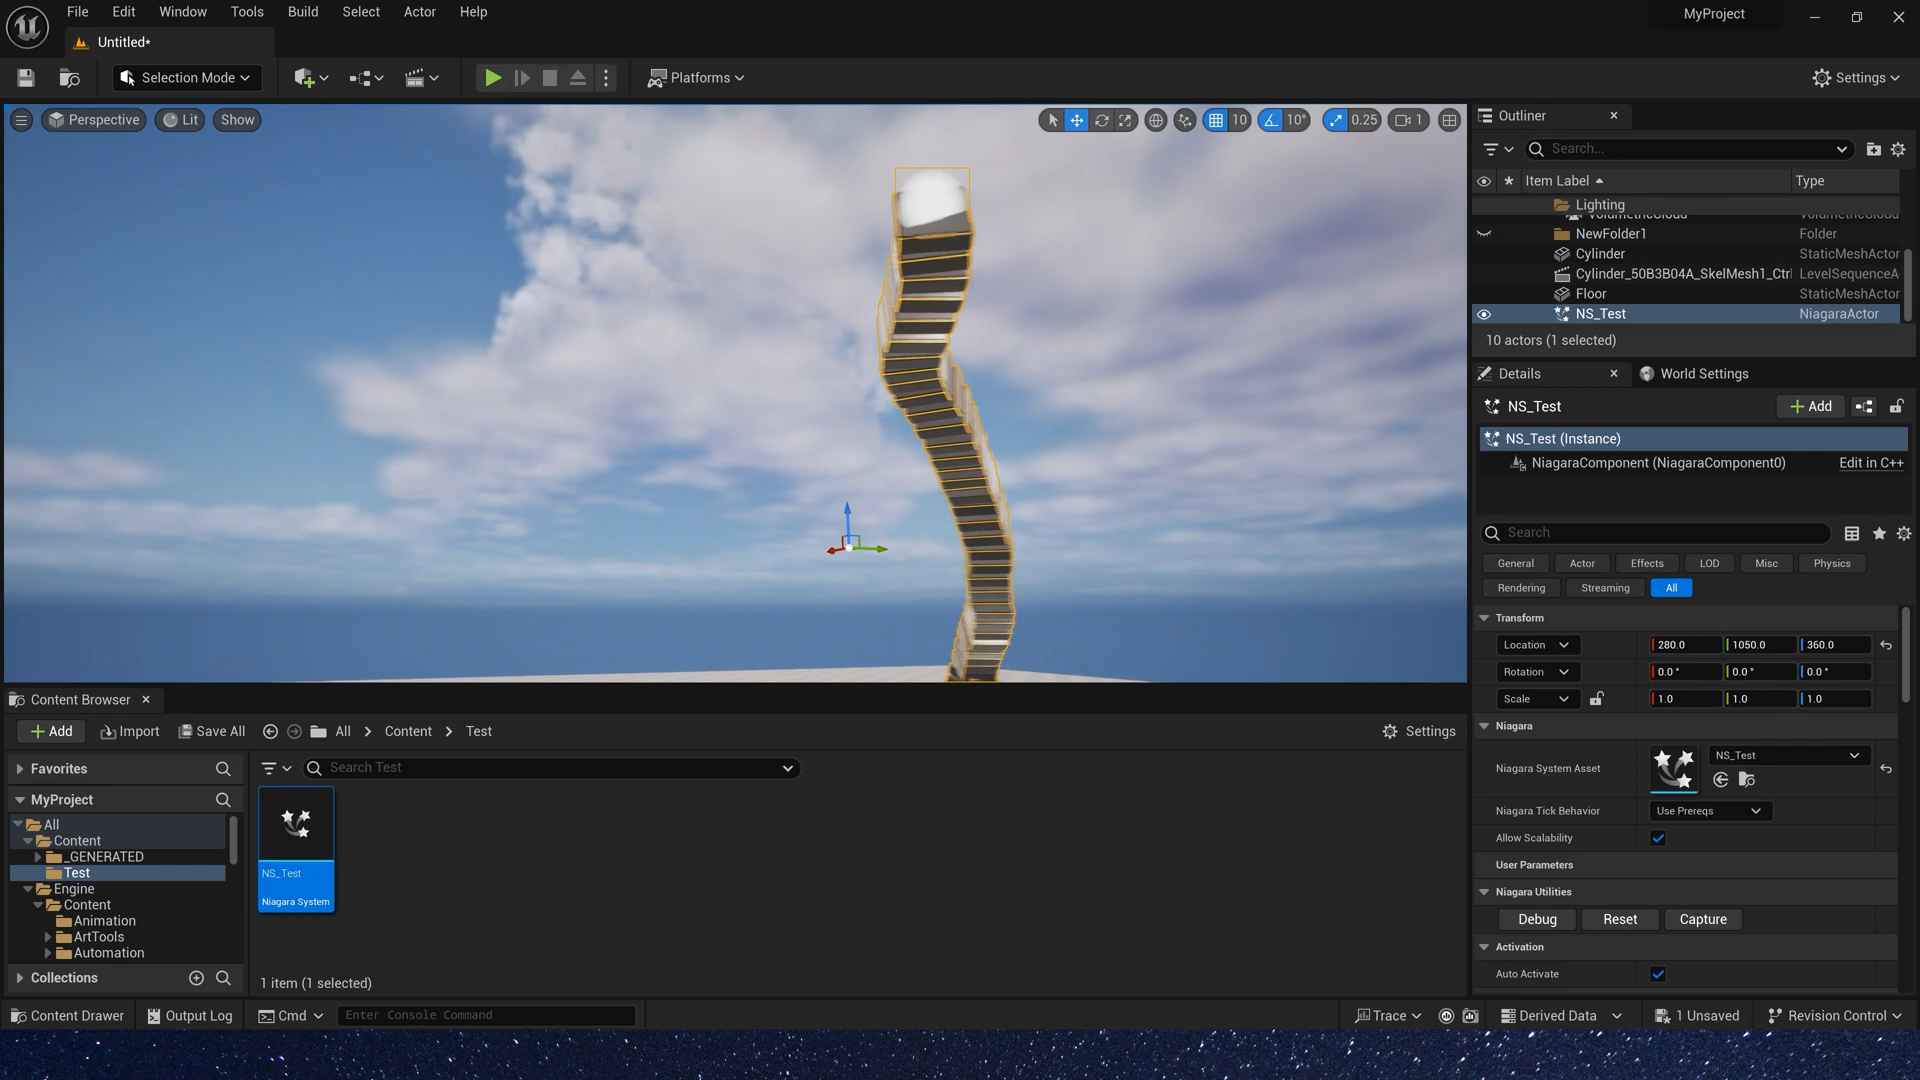 File Edit Window Tools Build Select Actor Help
MyProject
Untitled*
Selection Mode
Platforms
Settings
Perspective Lit Show
10 10° 0.25 1
Outliner
Search...
Item Label Type
Lighting
VolumetricCloud VolumetricCloud
NewFolder1 Folder
Cylinder StaticMeshActor
Cylinder_50B3B04A_SkelMesh1_Ctrl LevelSequenceA
Floor StaticMeshActor
NS_Test NiagaraActor
10 actors (1 selected)
Details World Settings
NS_Test Add
NS_Test (Instance)
NiagaraComponent (NiagaraComponent0) Edit in C++
Search
General Actor Effects LOD Misc Physics
Rendering Streaming All
Transform
Location 280.0 1050.0 360.0
Rotation 0.0 ° 0.0 ° 0.0 °
Scale 1.0 1.0 1.0
Niagara
Niagara System Asset NS_Test
Niagara Tick Behavior Use Prereqs
Allow Scalability
User Parameters
Niagara Utilities
Debug Reset Capture
Activation
Auto Activate
Content Browser
Add Import Save All All Content Test Settings
Favorites
Search Test
MyProject
All
Content
_GENERATED
Test
Engine
Content
Animation
ArtTools
Automation
Collections
NS_Test
Niagara System
1 item (1 selected)
Content Drawer Output Log Cmd Enter Console Command Trace Derived Data 1 Unsaved Revision Control